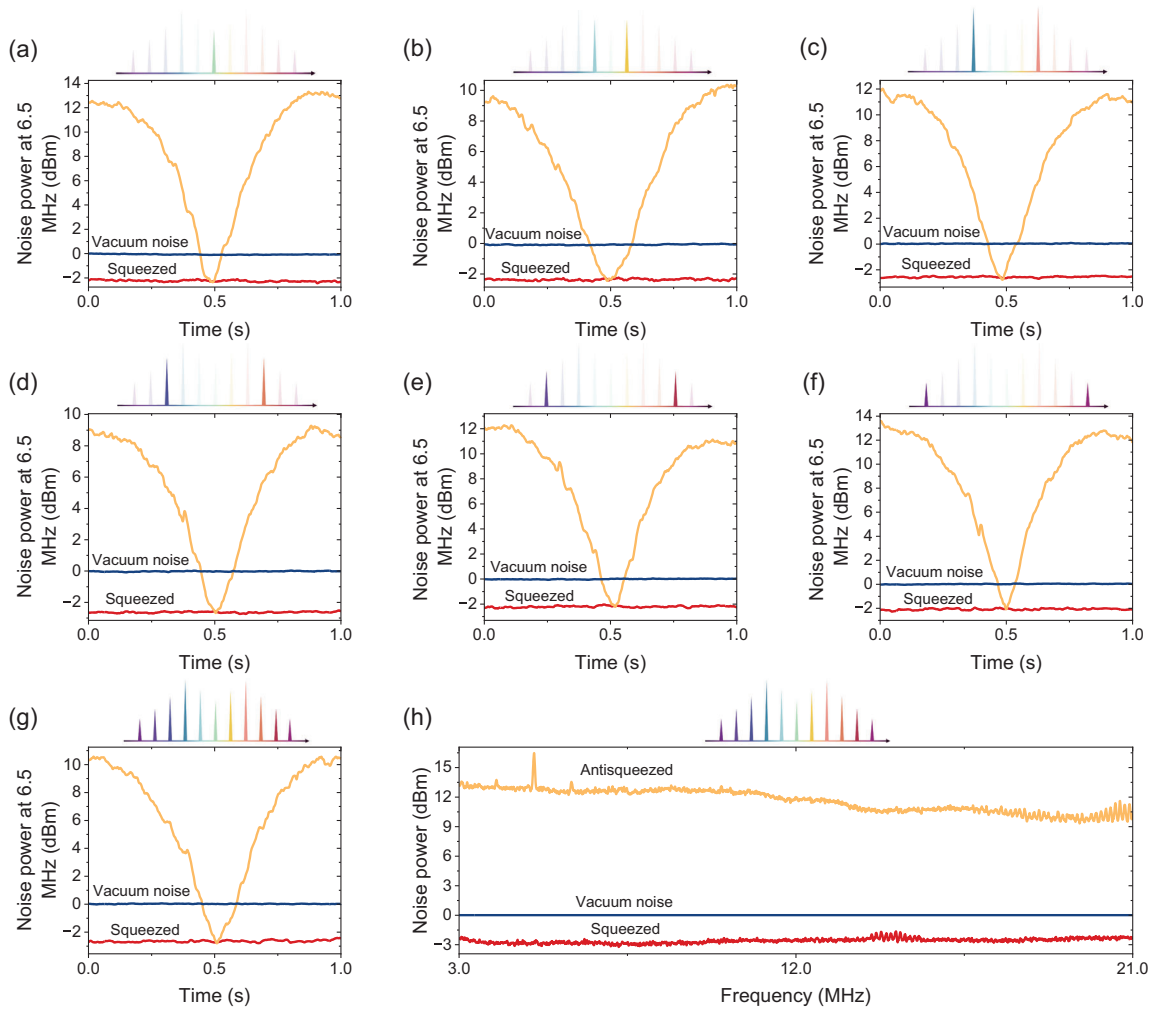 (a)
Noise power at 6.5
MHz (dBm)
14
12
10
8
6
4
2
0
−2
Vacuum noise
Squeezed
0.0
0.5
1.0
Time (s)
(b)
Noise power at 6.5
MHz (dBm)
10
8
6
4
2
0
−2
Vacuum noise
Squeezed
0.0
0.5
1.0
Time (s)
(c)
Noise power at 6.5
MHz (dBm)
12
10
8
6
4
2
0
−2
Vacuum noise
Squeezed
0.0
0.5
1.0
Time (s)
(d)
Noise power at 6.5
MHz (dBm)
10
8
6
4
2
0
−2
Vacuum noise
Squeezed
0.0
0.5
1.0
Time (s)
(e)
Noise power at 6.5
MHz (dBm)
12
10
8
6
4
2
0
−2
Vacuum noise
Squeezed
0.0
0.5
1.0
Time (s)
(f)
Noise power at 6.5
MHz (dBm)
14
12
10
8
6
4
2
0
−2
Vacuum noise
Squeezed
0.0
0.5
1.0
Time (s)
(g)
Noise power at 6.5
MHz (dBm)
10
8
6
4
2
0
−2
Vacuum noise
Squeezed
0.0
0.5
1.0
Time (s)
(h)
Noise power (dBm)
15
12
9
6
3
0
−3
Antisqueezed
Vacuum noise
Squeezed
3.0
12.0
21.0
Frequency (MHz)